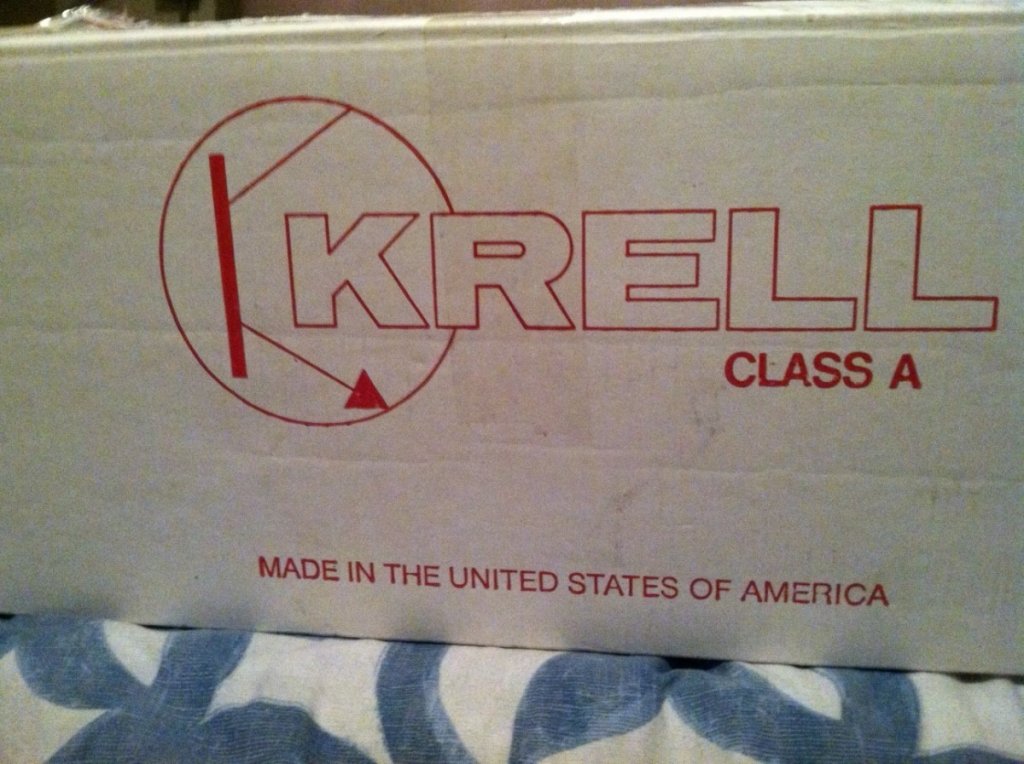 KRELL
CLASS A
MADE IN THE UNITED STATES OF AMERICA